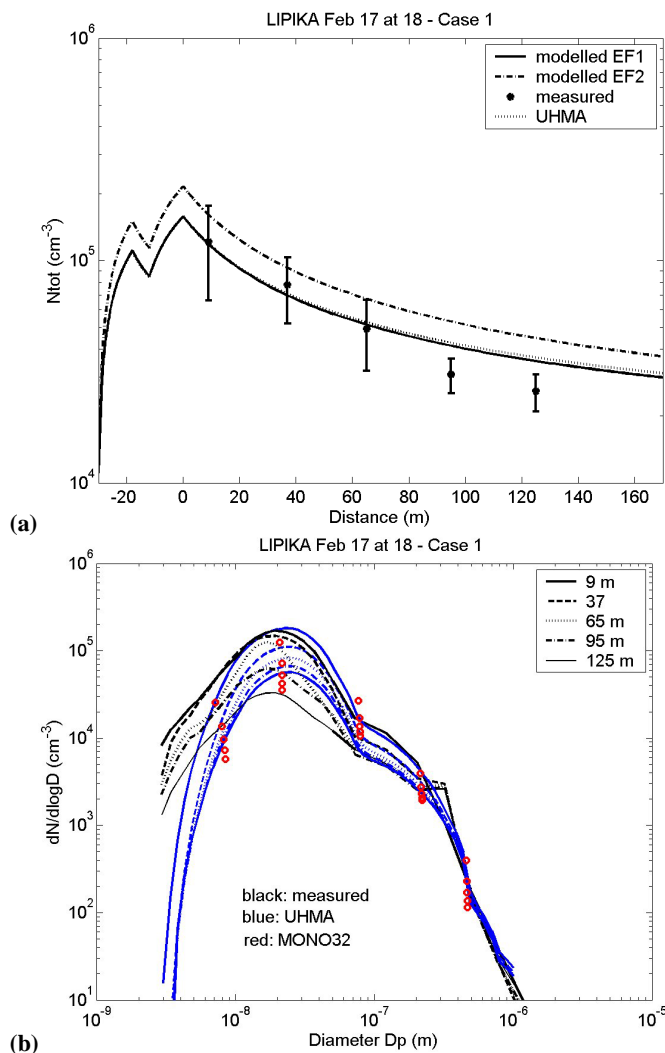 LIPIKA Feb 17 at 18 - Case 1
10^6
modelled EF1
modelled EF2
measured
UHMA
Ntot (cm^-3)
10^5
10^4
-20 0 20 40 60 80 100 120 140 160
Distance (m)
(a)
LIPIKA Feb 17 at 18 - Case 1
10^6
9 m
37
65 m
95 m
125 m
10^5
10^4
dN/dlogD (cm^-3)
10^3
10^2
black: measured
blue: UHMA
red: MONO32
10^1
10^-9 10^-8 10^-7 10^-6 10^-5
Diameter Dp (m)
(b)